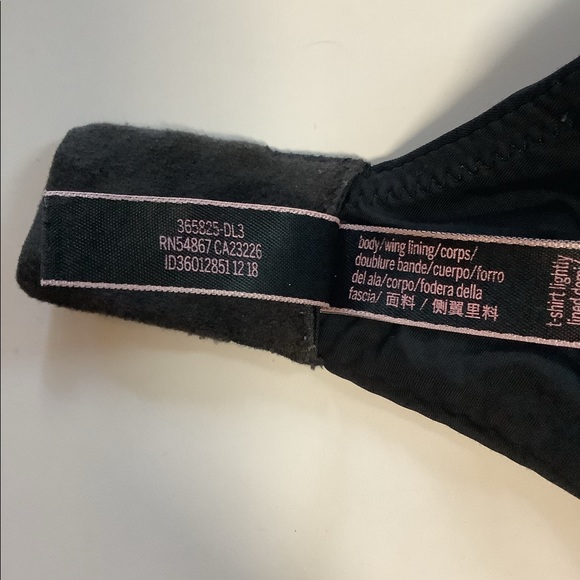 365825-DL3
RN54867 CA23226
ID36012851 12 18
body/wing lining/corps/
doublure bande/cuerpo/forro
del ala/corpo/fodera della
fascia/面料/侧翼里料
t-shirt lightly